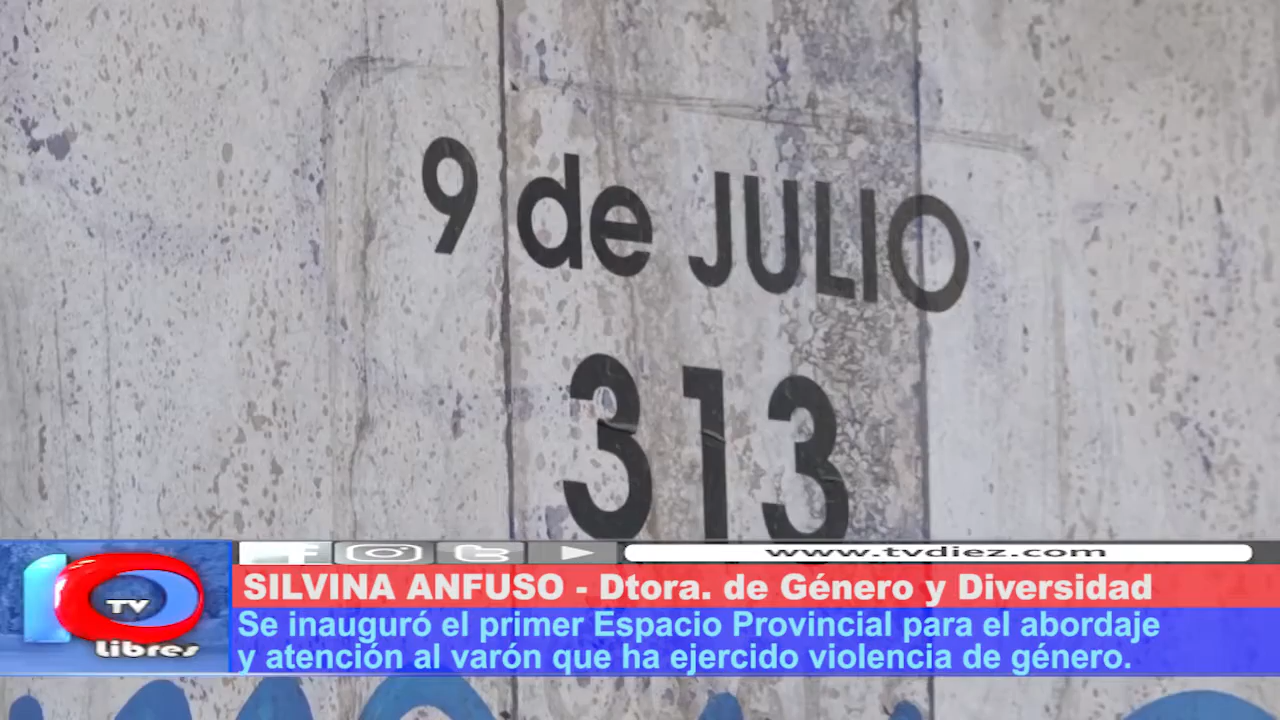 9 de JULIO
313
www.tvdiez.com
10
TV
Libres
SILVINA ANFUSO - Dtora. de Género y Diversidad
Se inauguró el primer Espacio Provincial para el abordaje
y atención al varón que ha ejercido violencia de género.